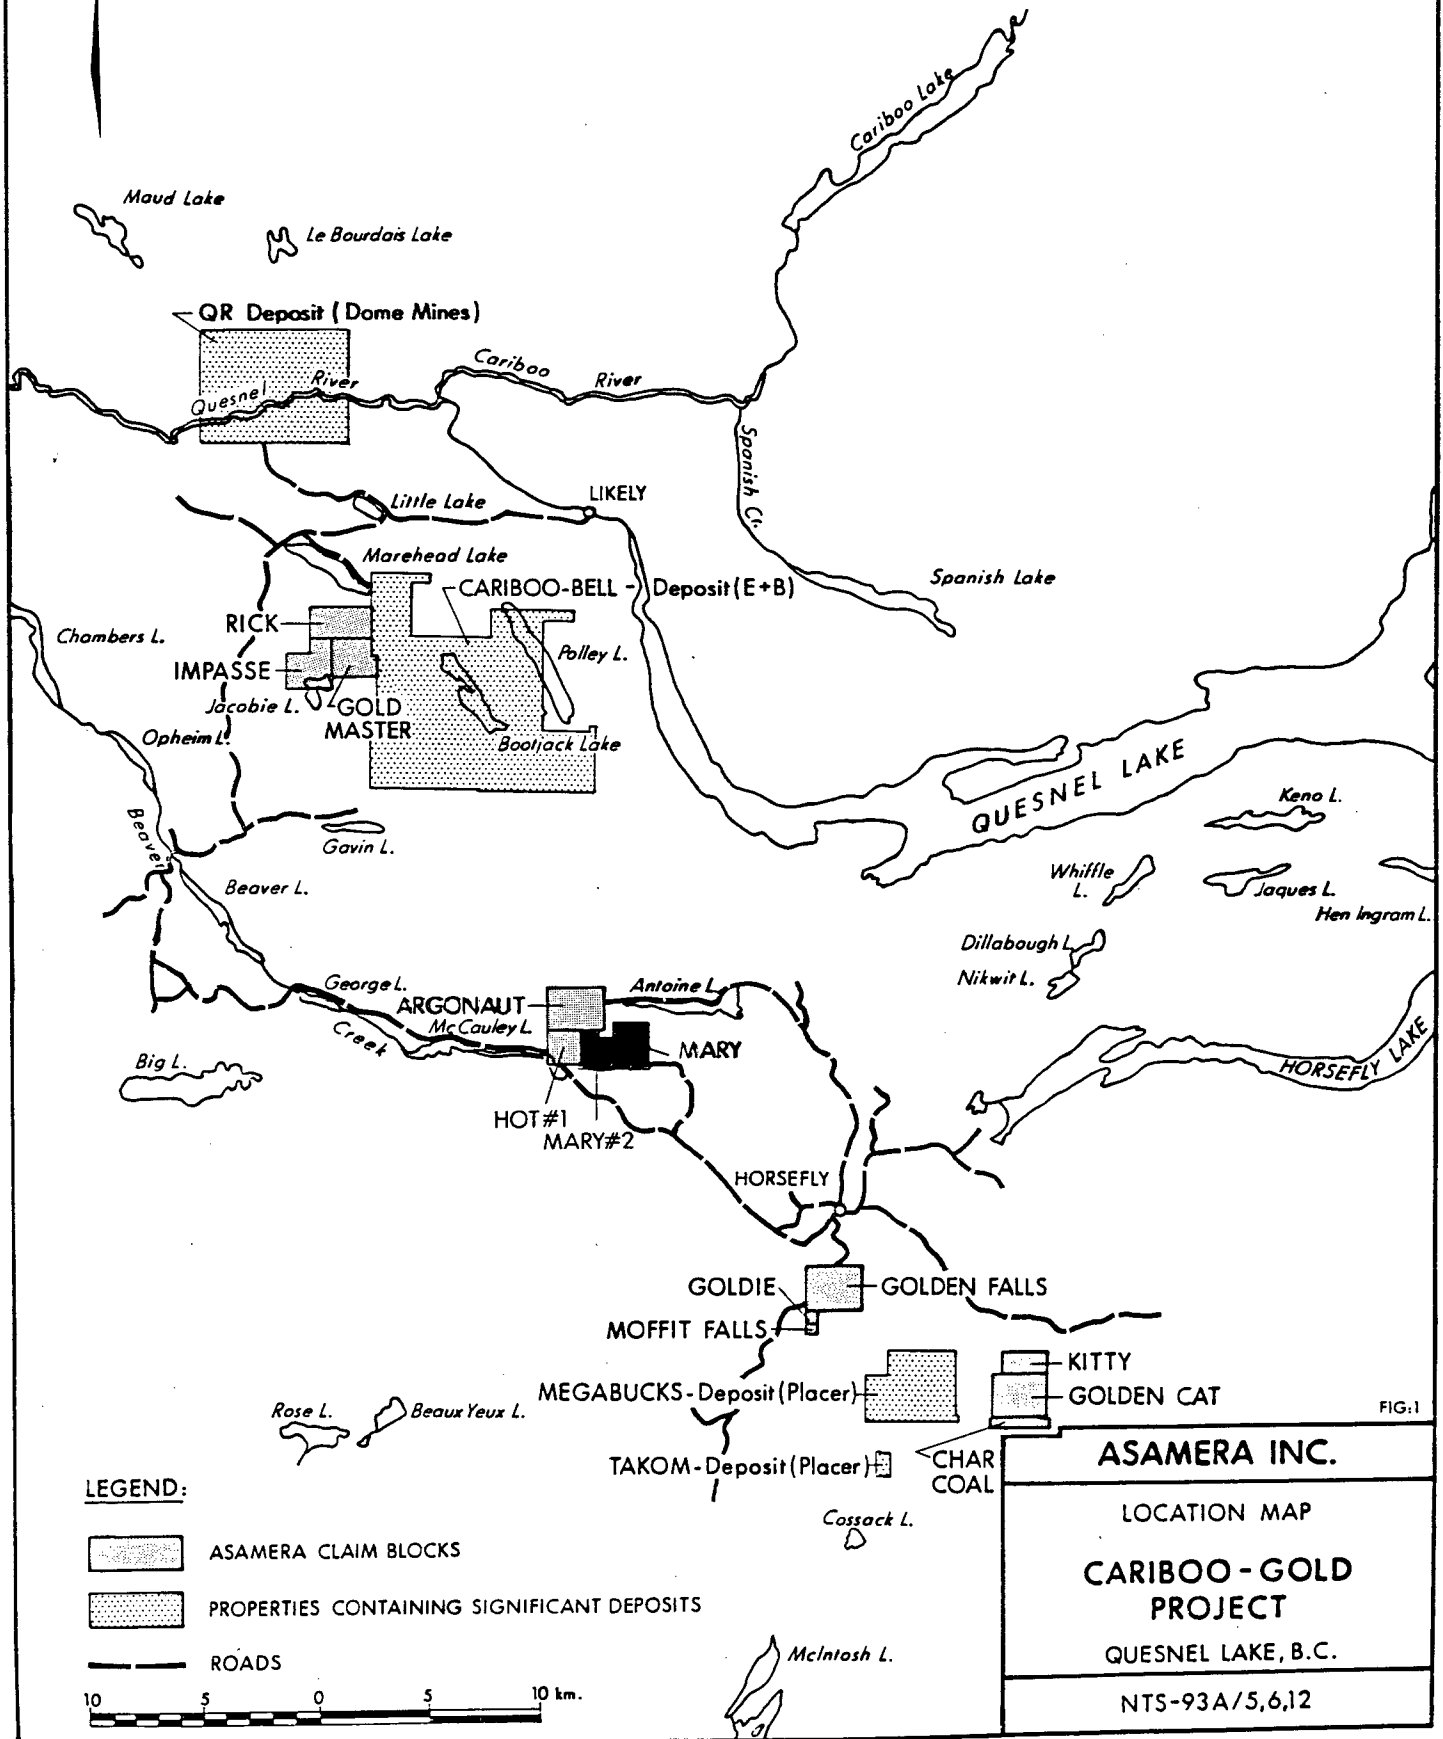 Cariboo Lake
Maud Lake
Le Bourdais Lake
QR Deposit (Dome Mines)
Cariboo
River
Quesnel
River
Spanish Cr.
Little Lake
LIKELY
Marehead Lake
CARIBOO-BELL - Deposit (E+B)
Spanish Lake
RICK
Chambers L.
Polley L.
IMPASSE
Jacobie L.
GOLD
MASTER
Opheim L.
Bootjack Lake
QUESNEL LAKE
Keno L.
Beaver
Gavin L.
Whiffle
L.
Beaver L.
Jaques L.
Hen Ingram L.
Dillabough L.
Nikwit L.
George L.
Antoine L.
ARGONAUT
McCauley L.
Creek
MARY
HORSEFLY LAKE
Big L.
HOT#1
MARY#2
HORSEFLY
GOLDIE
GOLDEN FALLS
MOFFIT FALLS
KITTY
MEGABUCKS-Deposit (Placer)
GOLDEN CAT
Rose L.
Beaux Yeux L.
FIG:1
TAKOM-Deposit (Placer)
CHAR
COAL
Cossack L.
McIntosh L.
LEGEND:
ASAMERA CLAIM BLOCKS
PROPERTIES CONTAINING SIGNIFICANT DEPOSITS
ROADS
10 5 0 5 10 km.
ASAMERA INC.
LOCATION MAP
CARIBOO - GOLD
PROJECT
QUESNEL LAKE, B.C.
NTS-93A/5,6,12